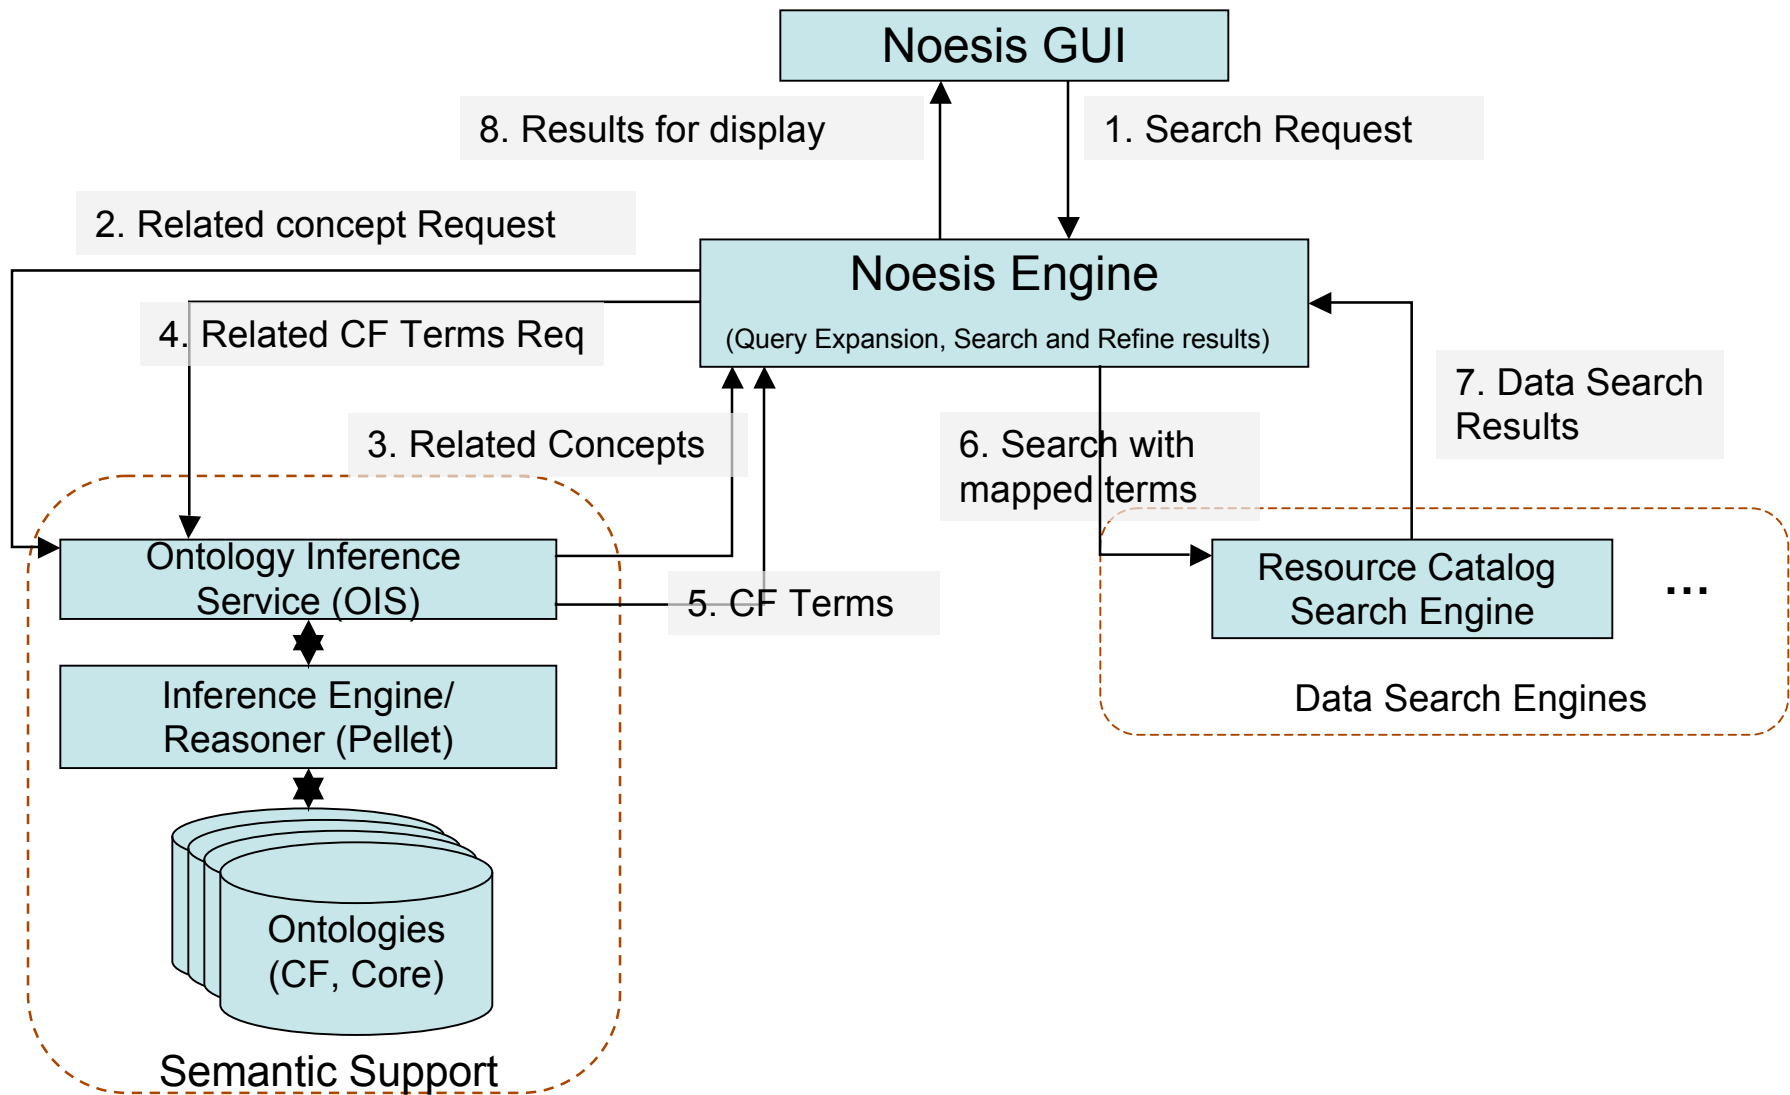 Noesis GUI
8. Results for display
1. Search Request
2. Related concept Request
Noesis Engine
(Query Expansion, Search and Refine results)
4. Related CF Terms Req
7. Data Search
Results
3. Related Concepts
6. Search with
mapped terms
Ontology Inference
Service (OIS)
5. CF Terms
Resource Catalog
Search Engine
...
Inference Engine/
Reasoner (Pellet)
Data Search Engines
Ontologies
(CF, Core)
Semantic Support